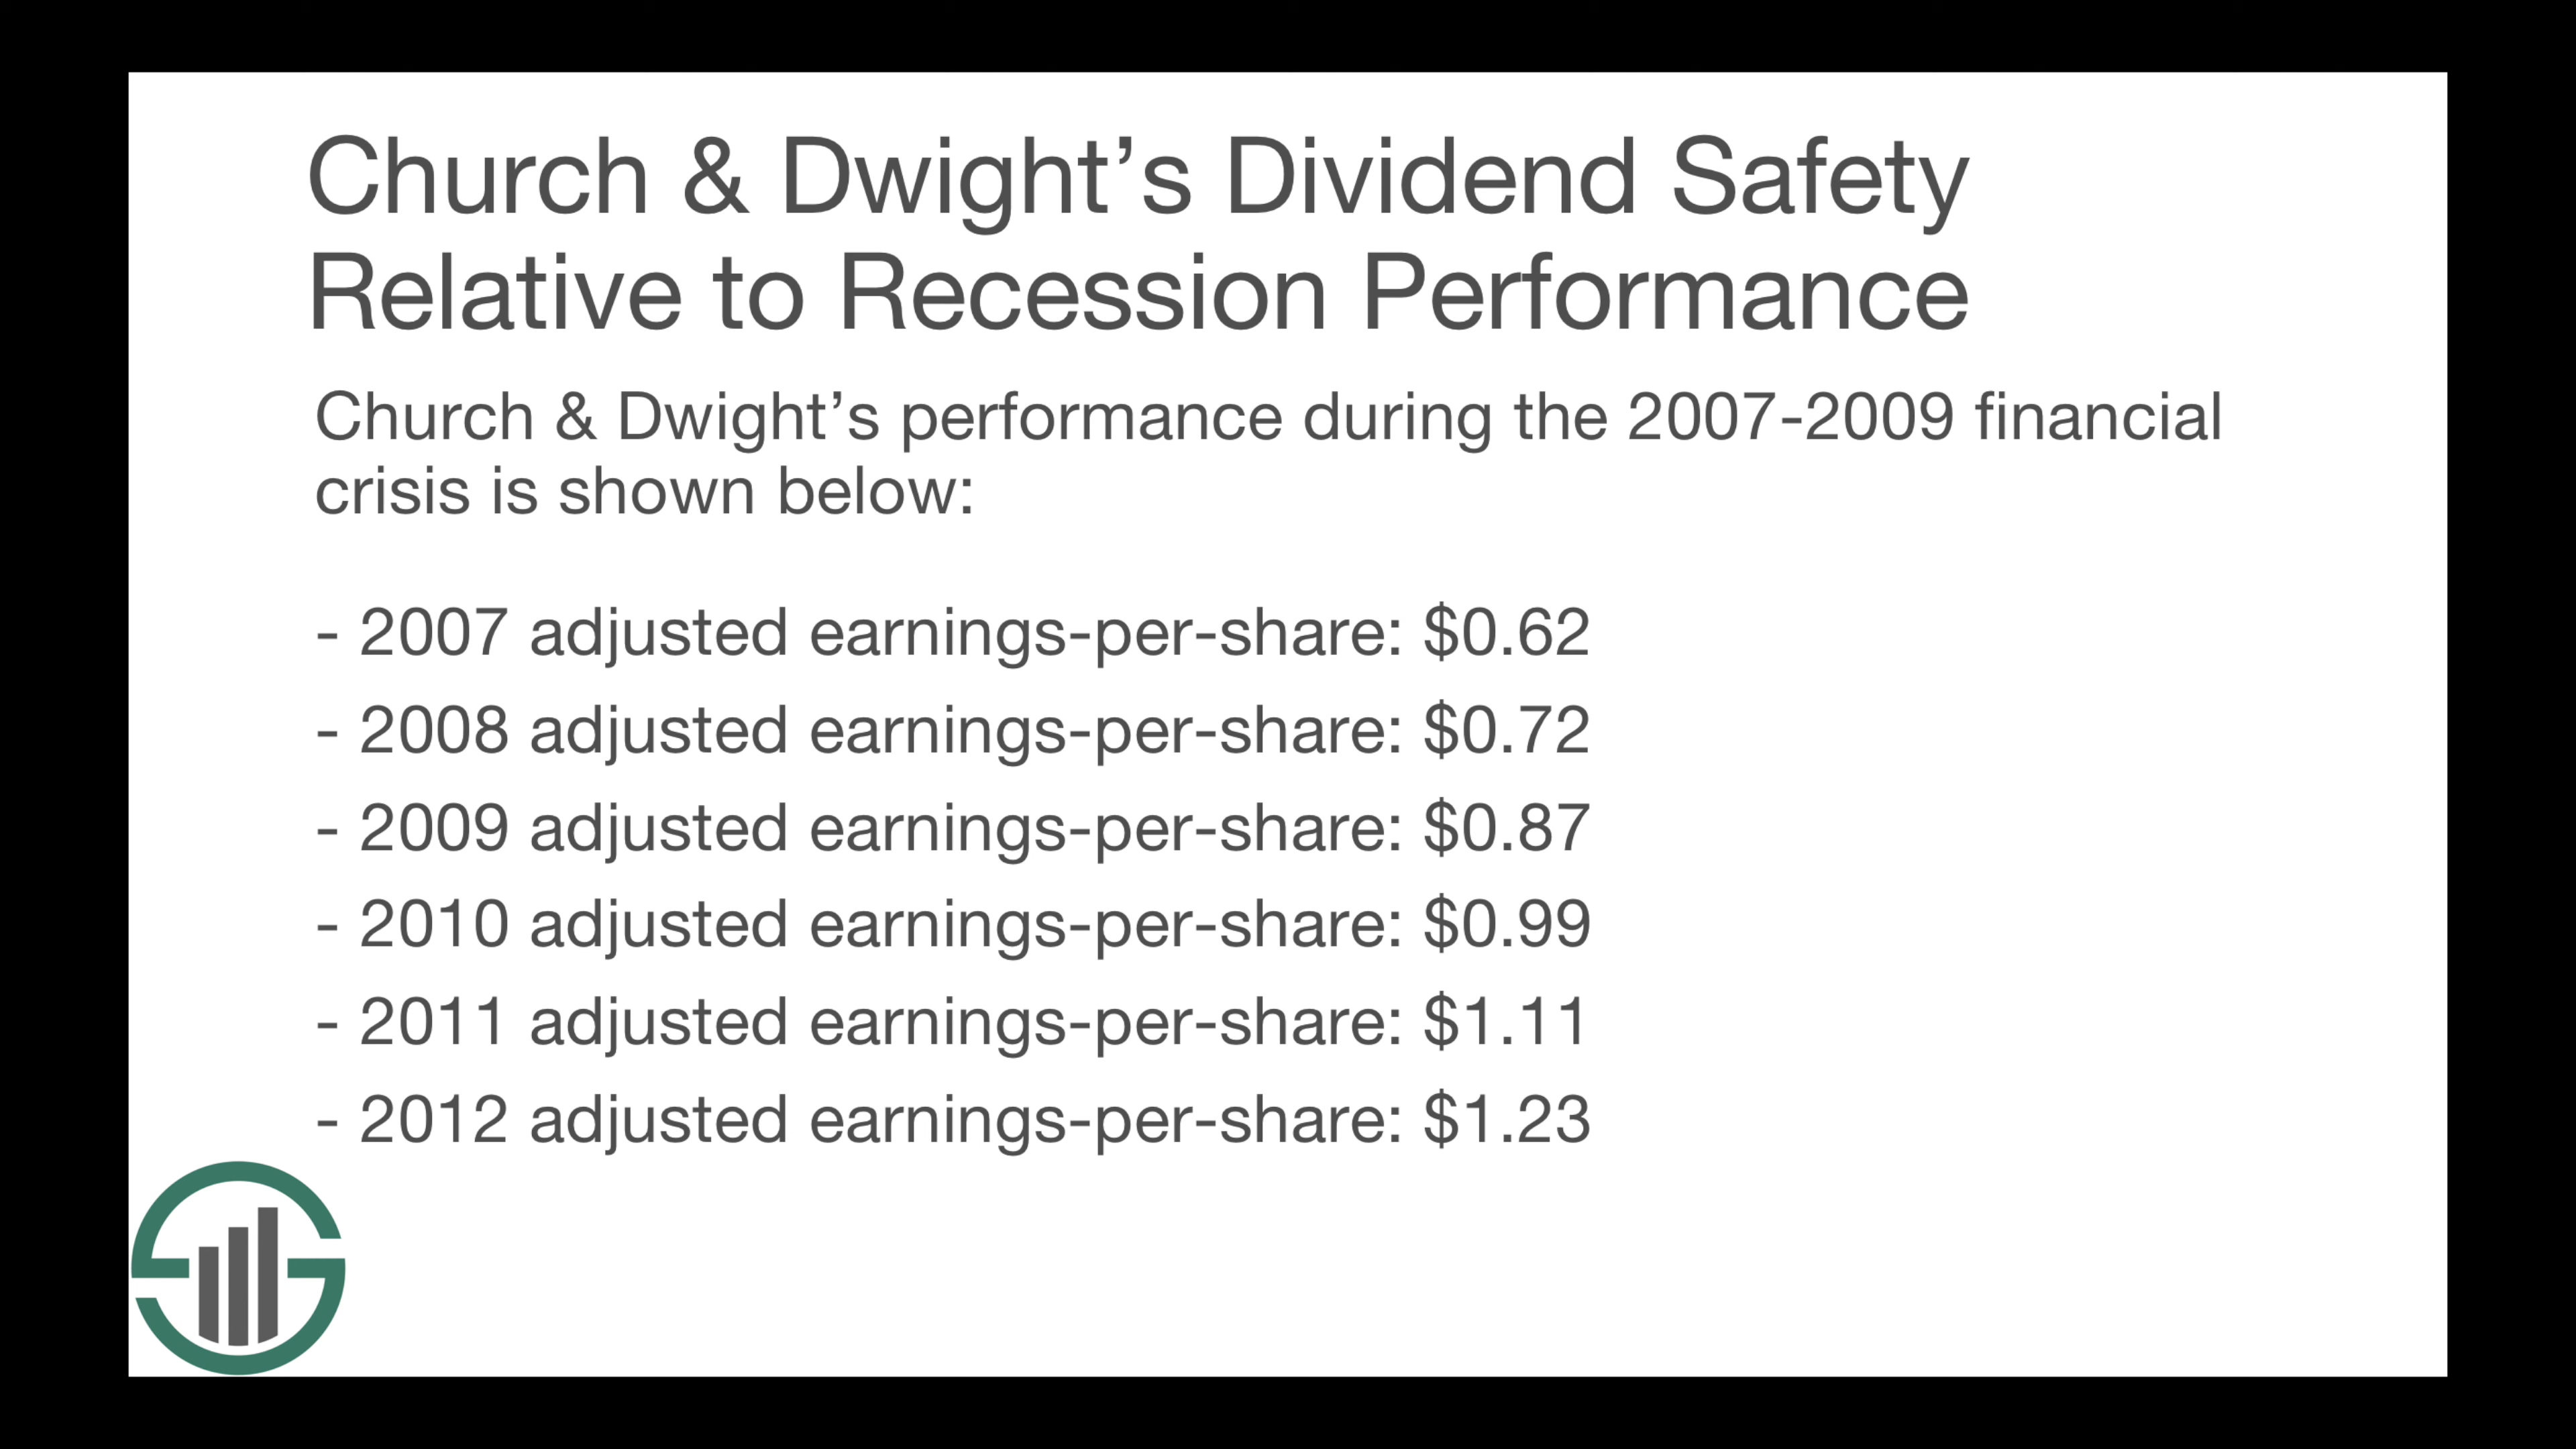 Church & Dwight’s Dividend Safety
Relative to Recession Performance
Church & Dwight’s performance during the 2007-2009 financial
crisis is shown below:
- 2007 adjusted earnings-per-share: $0.62
- 2008 adjusted earnings-per-share: $0.72
- 2009 adjusted earnings-per-share: $0.87
- 2010 adjusted earnings-per-share: $0.99
- 2011 adjusted earnings-per-share: $1.11
- 2012 adjusted earnings-per-share: $1.23